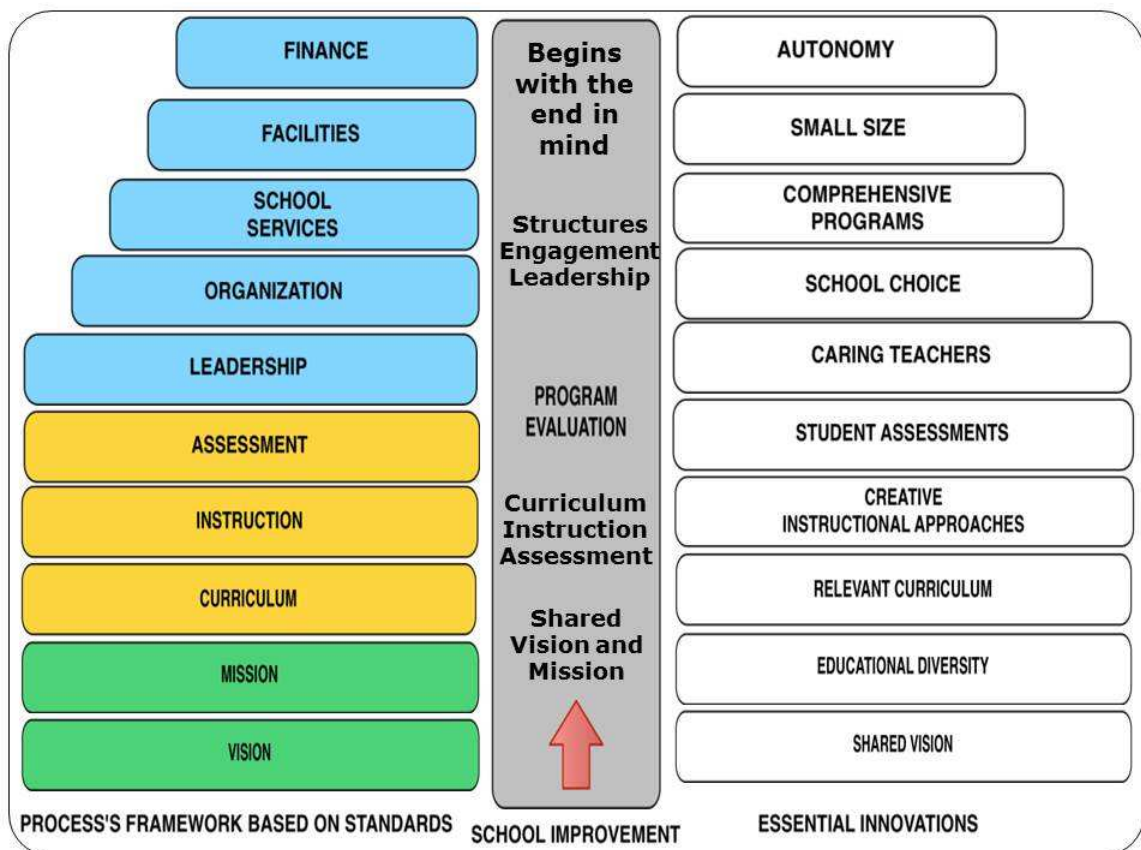 FINANCE
FACILITIES
SCHOOL
SERVICES
ORGANIZATION
LEADERSHIP
ASSESSMENT
INSTRUCTION
CURRICULUM
MISSION
VISION
PROCESS'S FRAMEWORK BASED ON STANDARDS
Begins
with the
end in
mind
Structures
Engagement
Leadership
PROGRAM
EVALUATION
Curriculum
Instruction
Assessment
Shared
Vision and
Mission
SCHOOL IMPROVEMENT
AUTONOMY
SMALL SIZE
COMPREHENSIVE
PROGRAMS
SCHOOL CHOICE
CARING TEACHERS
STUDENT ASSESSMENTS
CREATIVE
INSTRUCTIONAL APPROACHES
RELEVANT CURRICULUM
EDUCATIONAL DIVERSITY
SHARED VISION
ESSENTIAL INNOVATIONS